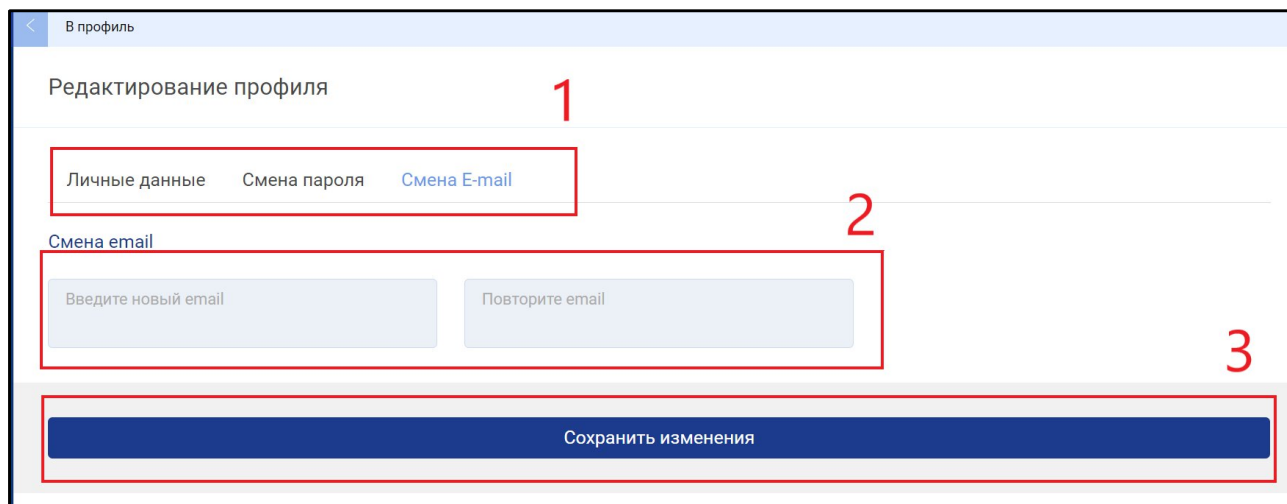 В профиль
Редактирование профиля
1
Личные данные Смена пароля Смена E-mail
2
Смена email
Введите новый email Повторите email
3
Сохранить изменения